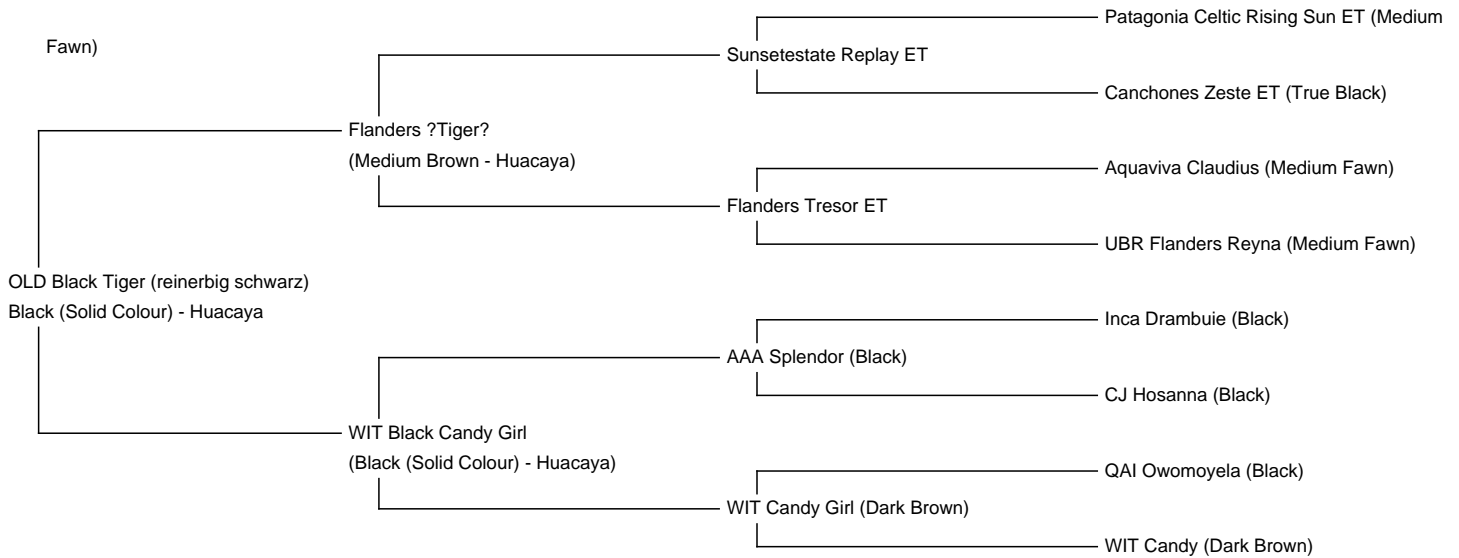 Patagonia Celtic Rising Sun ET (Medium
Fawn)
Sunsetestate Replay ET
Canchones Zeste ET (True Black)
Flanders ?Tiger?
(Medium Brown - Huacaya)
Aquaviva Claudius (Medium Fawn)
Flanders Tresor ET
UBR Flanders Reyna (Medium Fawn)
OLD Black Tiger (reinerbig schwarz)
Black (Solid Colour) - Huacaya
Inca Drambuie (Black)
AAA Splendor (Black)
CJ Hosanna (Black)
WIT Black Candy Girl
(Black (Solid Colour) - Huacaya)
QAI Owomoyela (Black)
WIT Candy Girl (Dark Brown)
WIT Candy (Dark Brown)